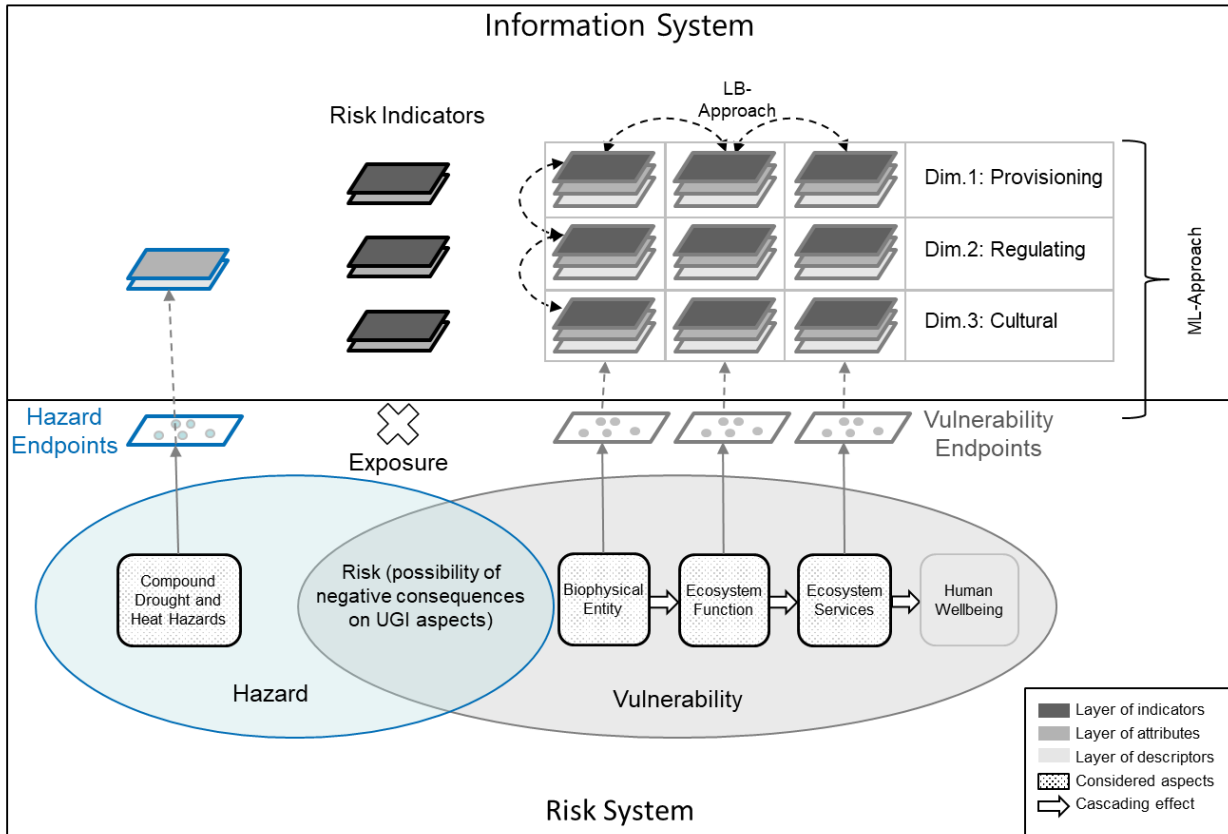 Information System
LB-
Approach
Risk Indicators
Dim.1: Provisioning
Dim.2: Regulating
Dim.3: Cultural
ML-Approach
Hazard
Endpoints
Exposure
Vulnerability
Endpoints
Compound
Drought and
Heat Hazards
Risk (possibility of
negative consequences
on UGI aspects)
Biophysical
Entity
Ecosystem
Function
Ecosystem
Services
Human
Wellbeing
Hazard
Vulnerability
Layer of indicators
Layer of attributes
Layer of descriptors
Considered aspects
Cascading effect
Risk System